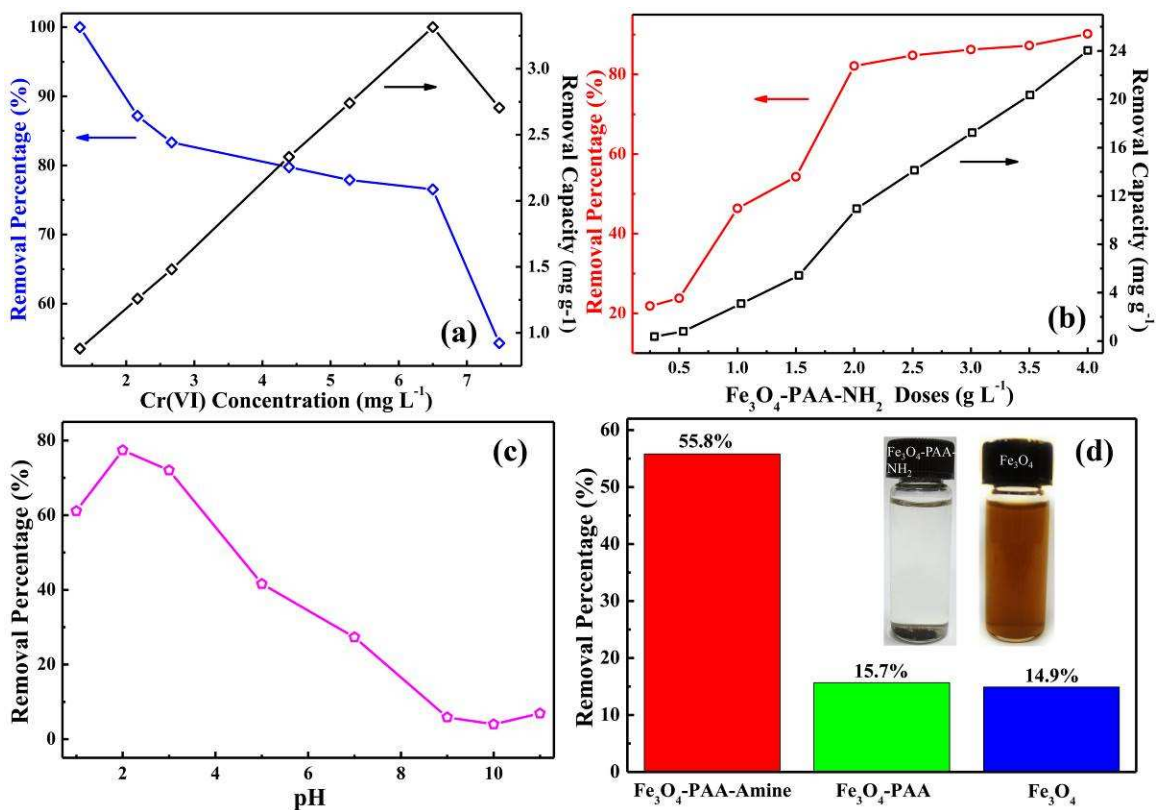 100
90
80
70
60
Removal Percentage (%)
3.0
2.5
2.0
1.5
1.0
Removal Capacity (mg g-1)
(a)
2 3 4 5 6 7
Cr(VI) Concentration (mg L⁻¹)
80
60
40
20
Removal Percentage (%)
24
20
16
12
8
4
0
Removal Capacity (mg g⁻¹)
(b)
0.5 1.0 1.5 2.0 2.5 3.0 3.5 4.0
Fe₃O₄-PAA-NH₂ Doses (g L⁻¹)
80
60
40
20
0
Removal Percentage (%)
(c)
2 4 6 8 10
pH
60
50
40
30
20
10
0
Removal Percentage (%)
(d)
55.8%
15.7%
14.9%
Fe₃O₄-PAA-
NH₂
Fe₃O₄
Fe₃O₄-PAA-Amine Fe₃O₄-PAA Fe₃O₄